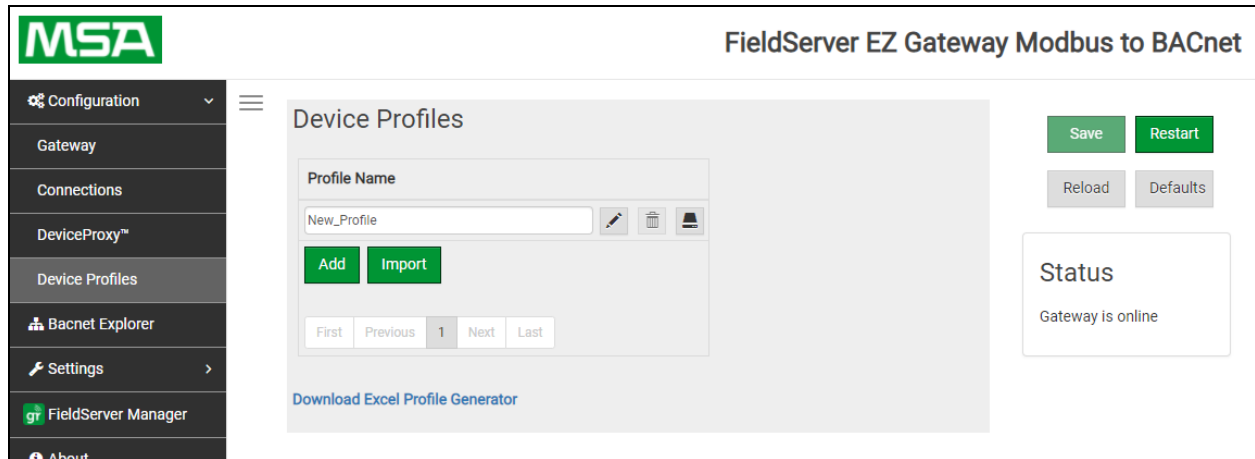 MSA
FieldServer EZ Gateway Modbus to BACnet
Configuration
Gateway
Connections
DeviceProxy™
Device Profiles
Bacnet Explorer
Settings
gT FieldServer Manager
About
Device Profiles
Profile Name
New_Profile
Add Import
First Previous 1 Next Last
Download Excel Profile Generator
Save Restart
Reload Defaults
Status
Gateway is online